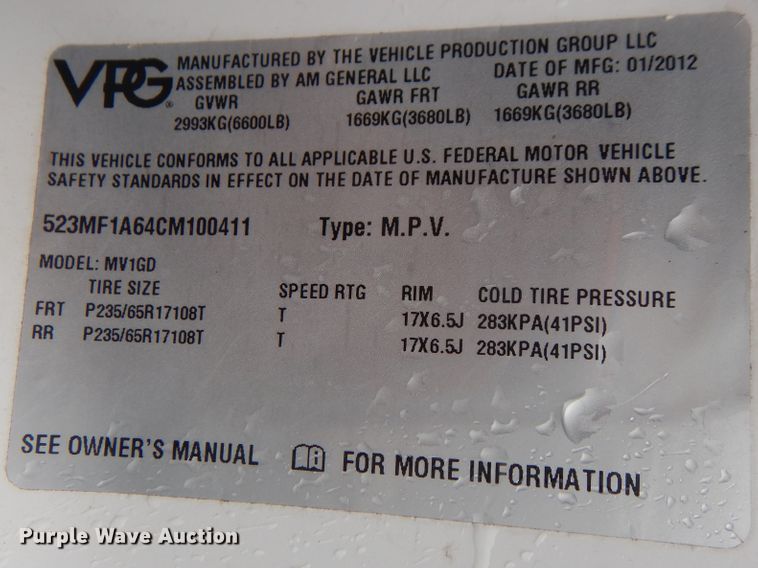 VPG®
MANUFACTURED BY THE VEHICLE PRODUCTION GROUP LLC
ASSEMBLED BY AM GENERAL LLC DATE OF MFG: 01/2012
GVWR GAWR FRT GAWR RR
2993KG(6600LB) 1669KG(3680LB) 1669KG(3680LB)
THIS VEHICLE CONFORMS TO ALL APPLICABLE U.S. FEDERAL MOTOR VEHICLE
SAFETY STANDARDS IN EFFECT ON THE DATE OF MANUFACTURE SHOWN ABOVE.
523MF1A64CM100411 Type: M.P.V.
MODEL: MV1GD
TIRE SIZE SPEED RTG RIM COLD TIRE PRESSURE
FRT P235/65R17108T T 17X6.5J 283KPA(41PSI)
RR P235/65R17108T T 17X6.5J 283KPA(41PSI)
SEE OWNER'S MANUAL i FOR MORE INFORMATION
Purple Wave Auction